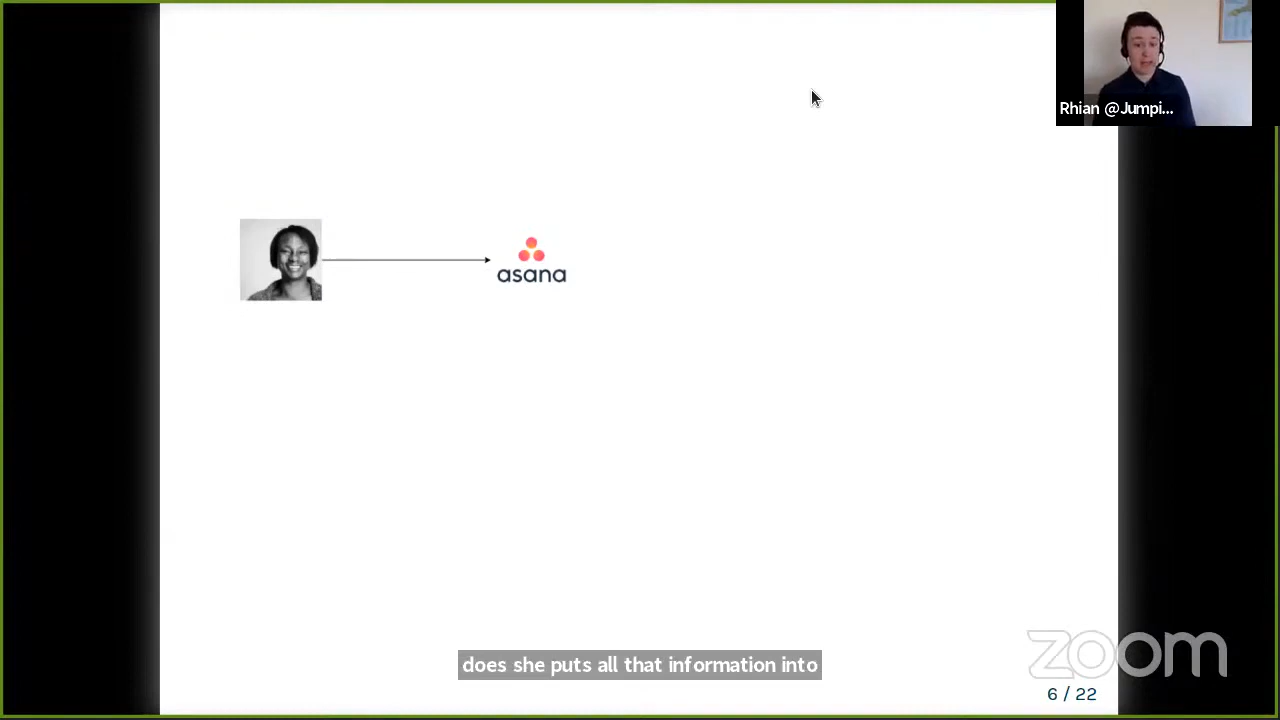 Rhian @Jumpi...
asana
does she puts all that information into
zoom
6 / 22